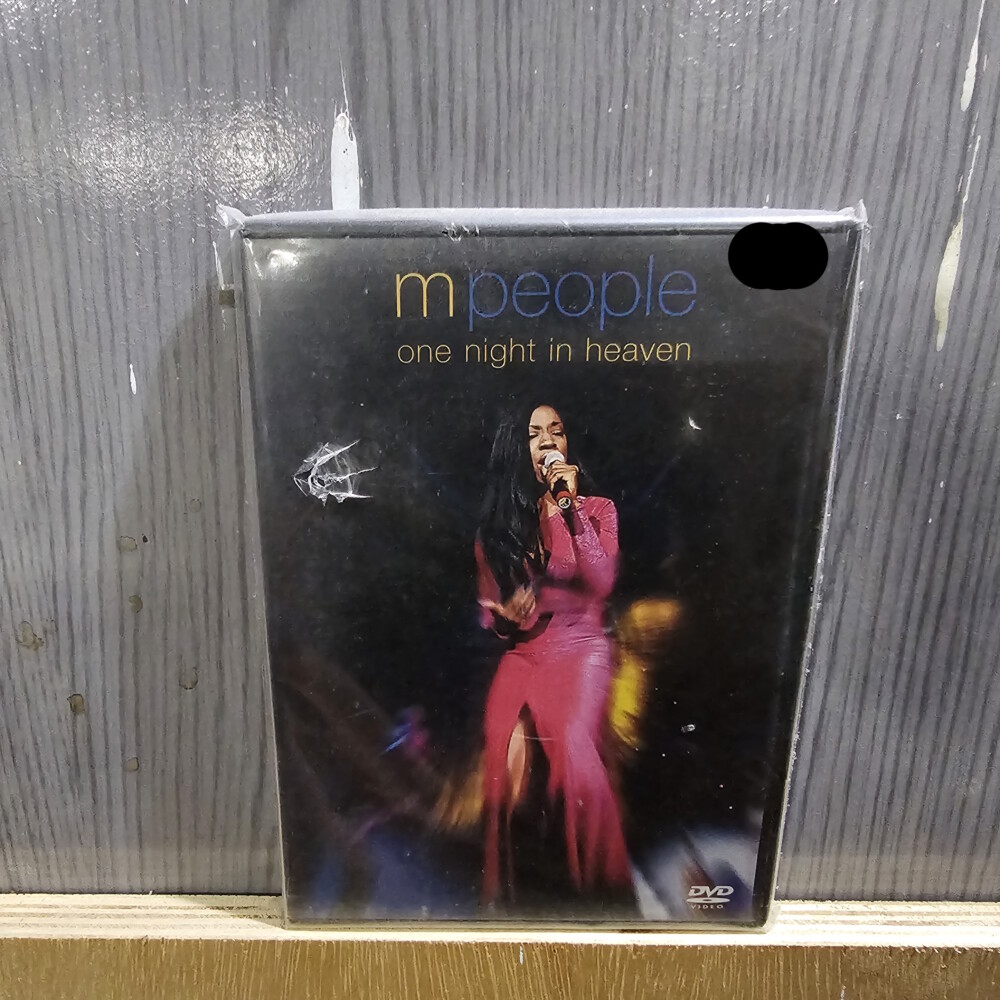 m people
one night in heaven
DVD
VIDEO